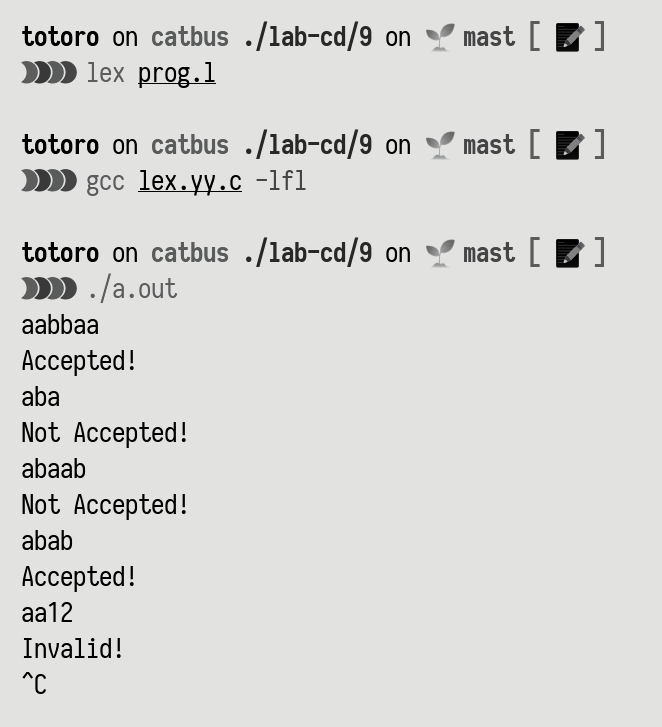 totoro on catbus ./lab-cd/9 on 🌱 mast [ 📝 ]
lex prog.l
totoro on catbus ./lab-cd/9 on 🌱 mast [ 📝 ]
gcc lex.yy.c -lfl
totoro on catbus ./lab-cd/9 on 🌱 mast [ 📝 ]
./a.out
aabbaa
Accepted!
aba
Not Accepted!
abaab
Not Accepted!
abab
Accepted!
aa12
Invalid!
^C